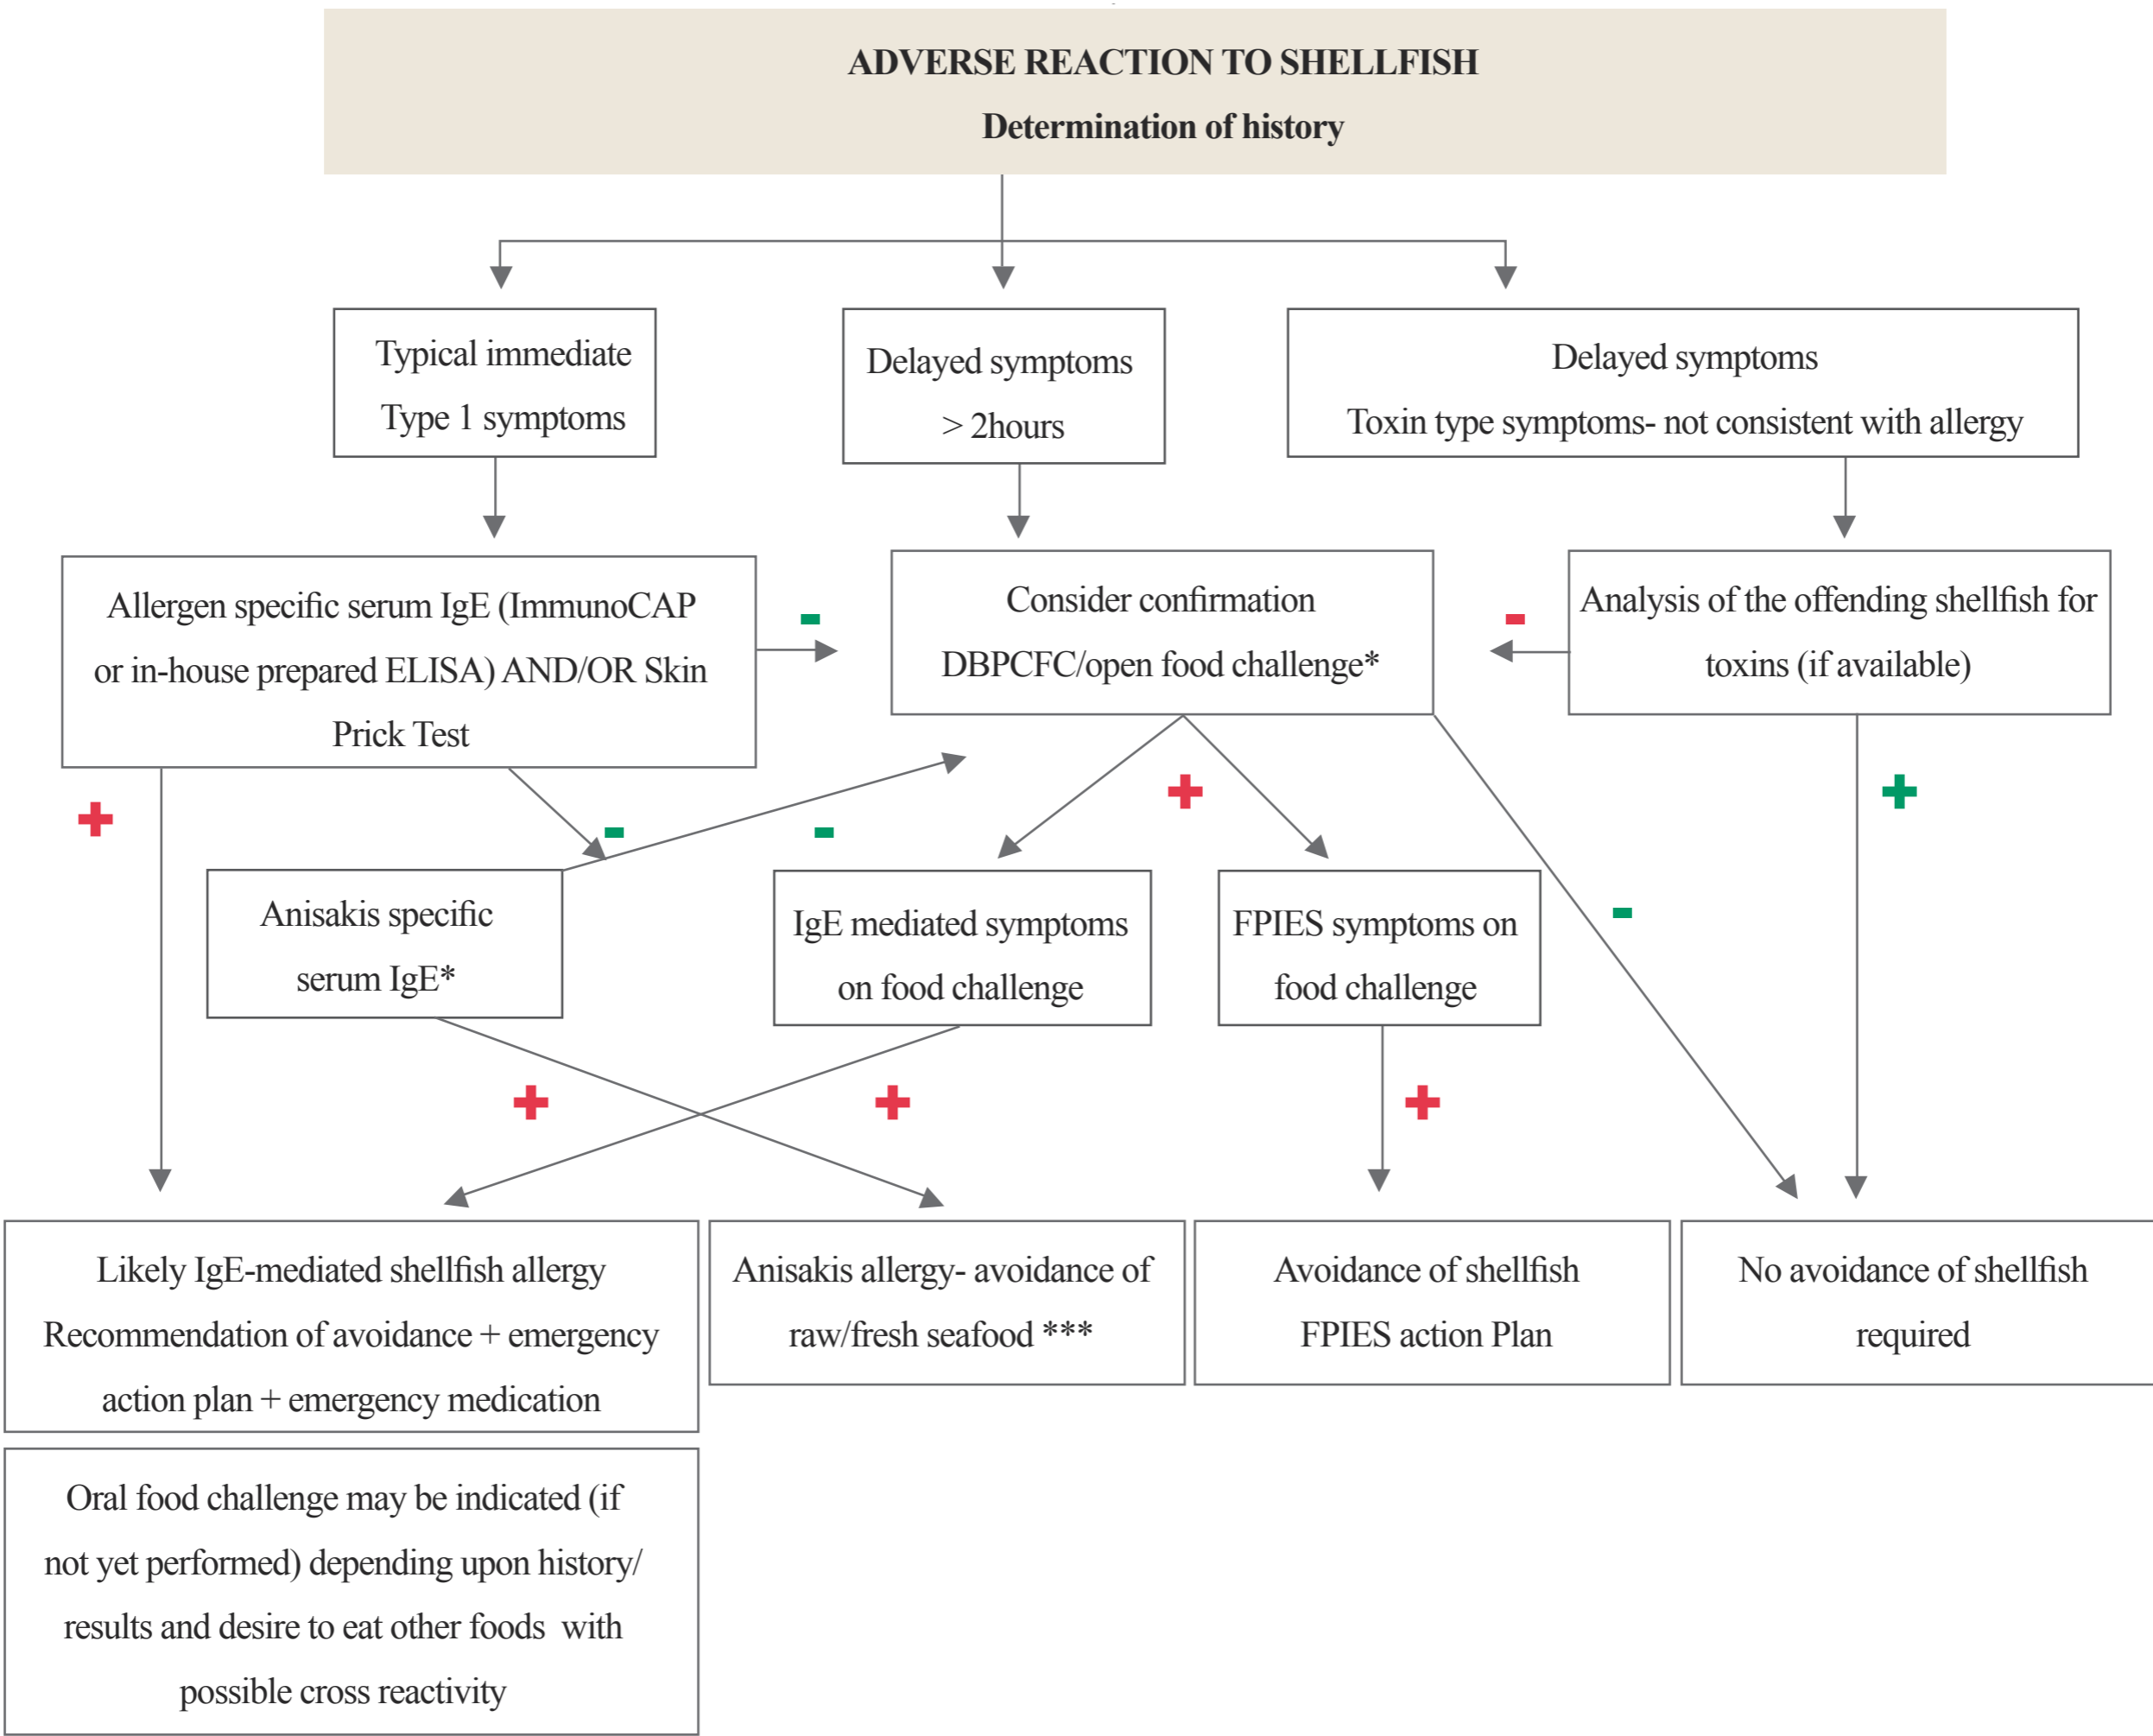 ADVERSE REACTION TO SHELLFISH
Determination of history
Typical immediate
Type 1 symptoms
Delayed symptoms
> 2hours
Delayed symptoms
Toxin type symptoms- not consistent with allergy
Allergen specific serum IgE (ImmunoCAP
or in-house prepared ELISA) AND/OR Skin
Prick Test
-
Consider confirmation
DBPCFC/open food challenge*
-
Analysis of the offending shellfish for
toxins (if available)
+
-
-
+
+
Anisakis specific
serum IgE*
IgE mediated symptoms
on food challenge
FPIES symptoms on
food challenge
-
+
+
+
Likely IgE-mediated shellfish allergy
Recommendation of avoidance + emergency
action plan + emergency medication
Anisakis allergy- avoidance of
raw/fresh seafood ***
Avoidance of shellfish
FPIES action Plan
No avoidance of shellfish
required
Oral food challenge may be indicated (if
not yet performed) depending upon history/
results and desire to eat other foods with
possible cross reactivity